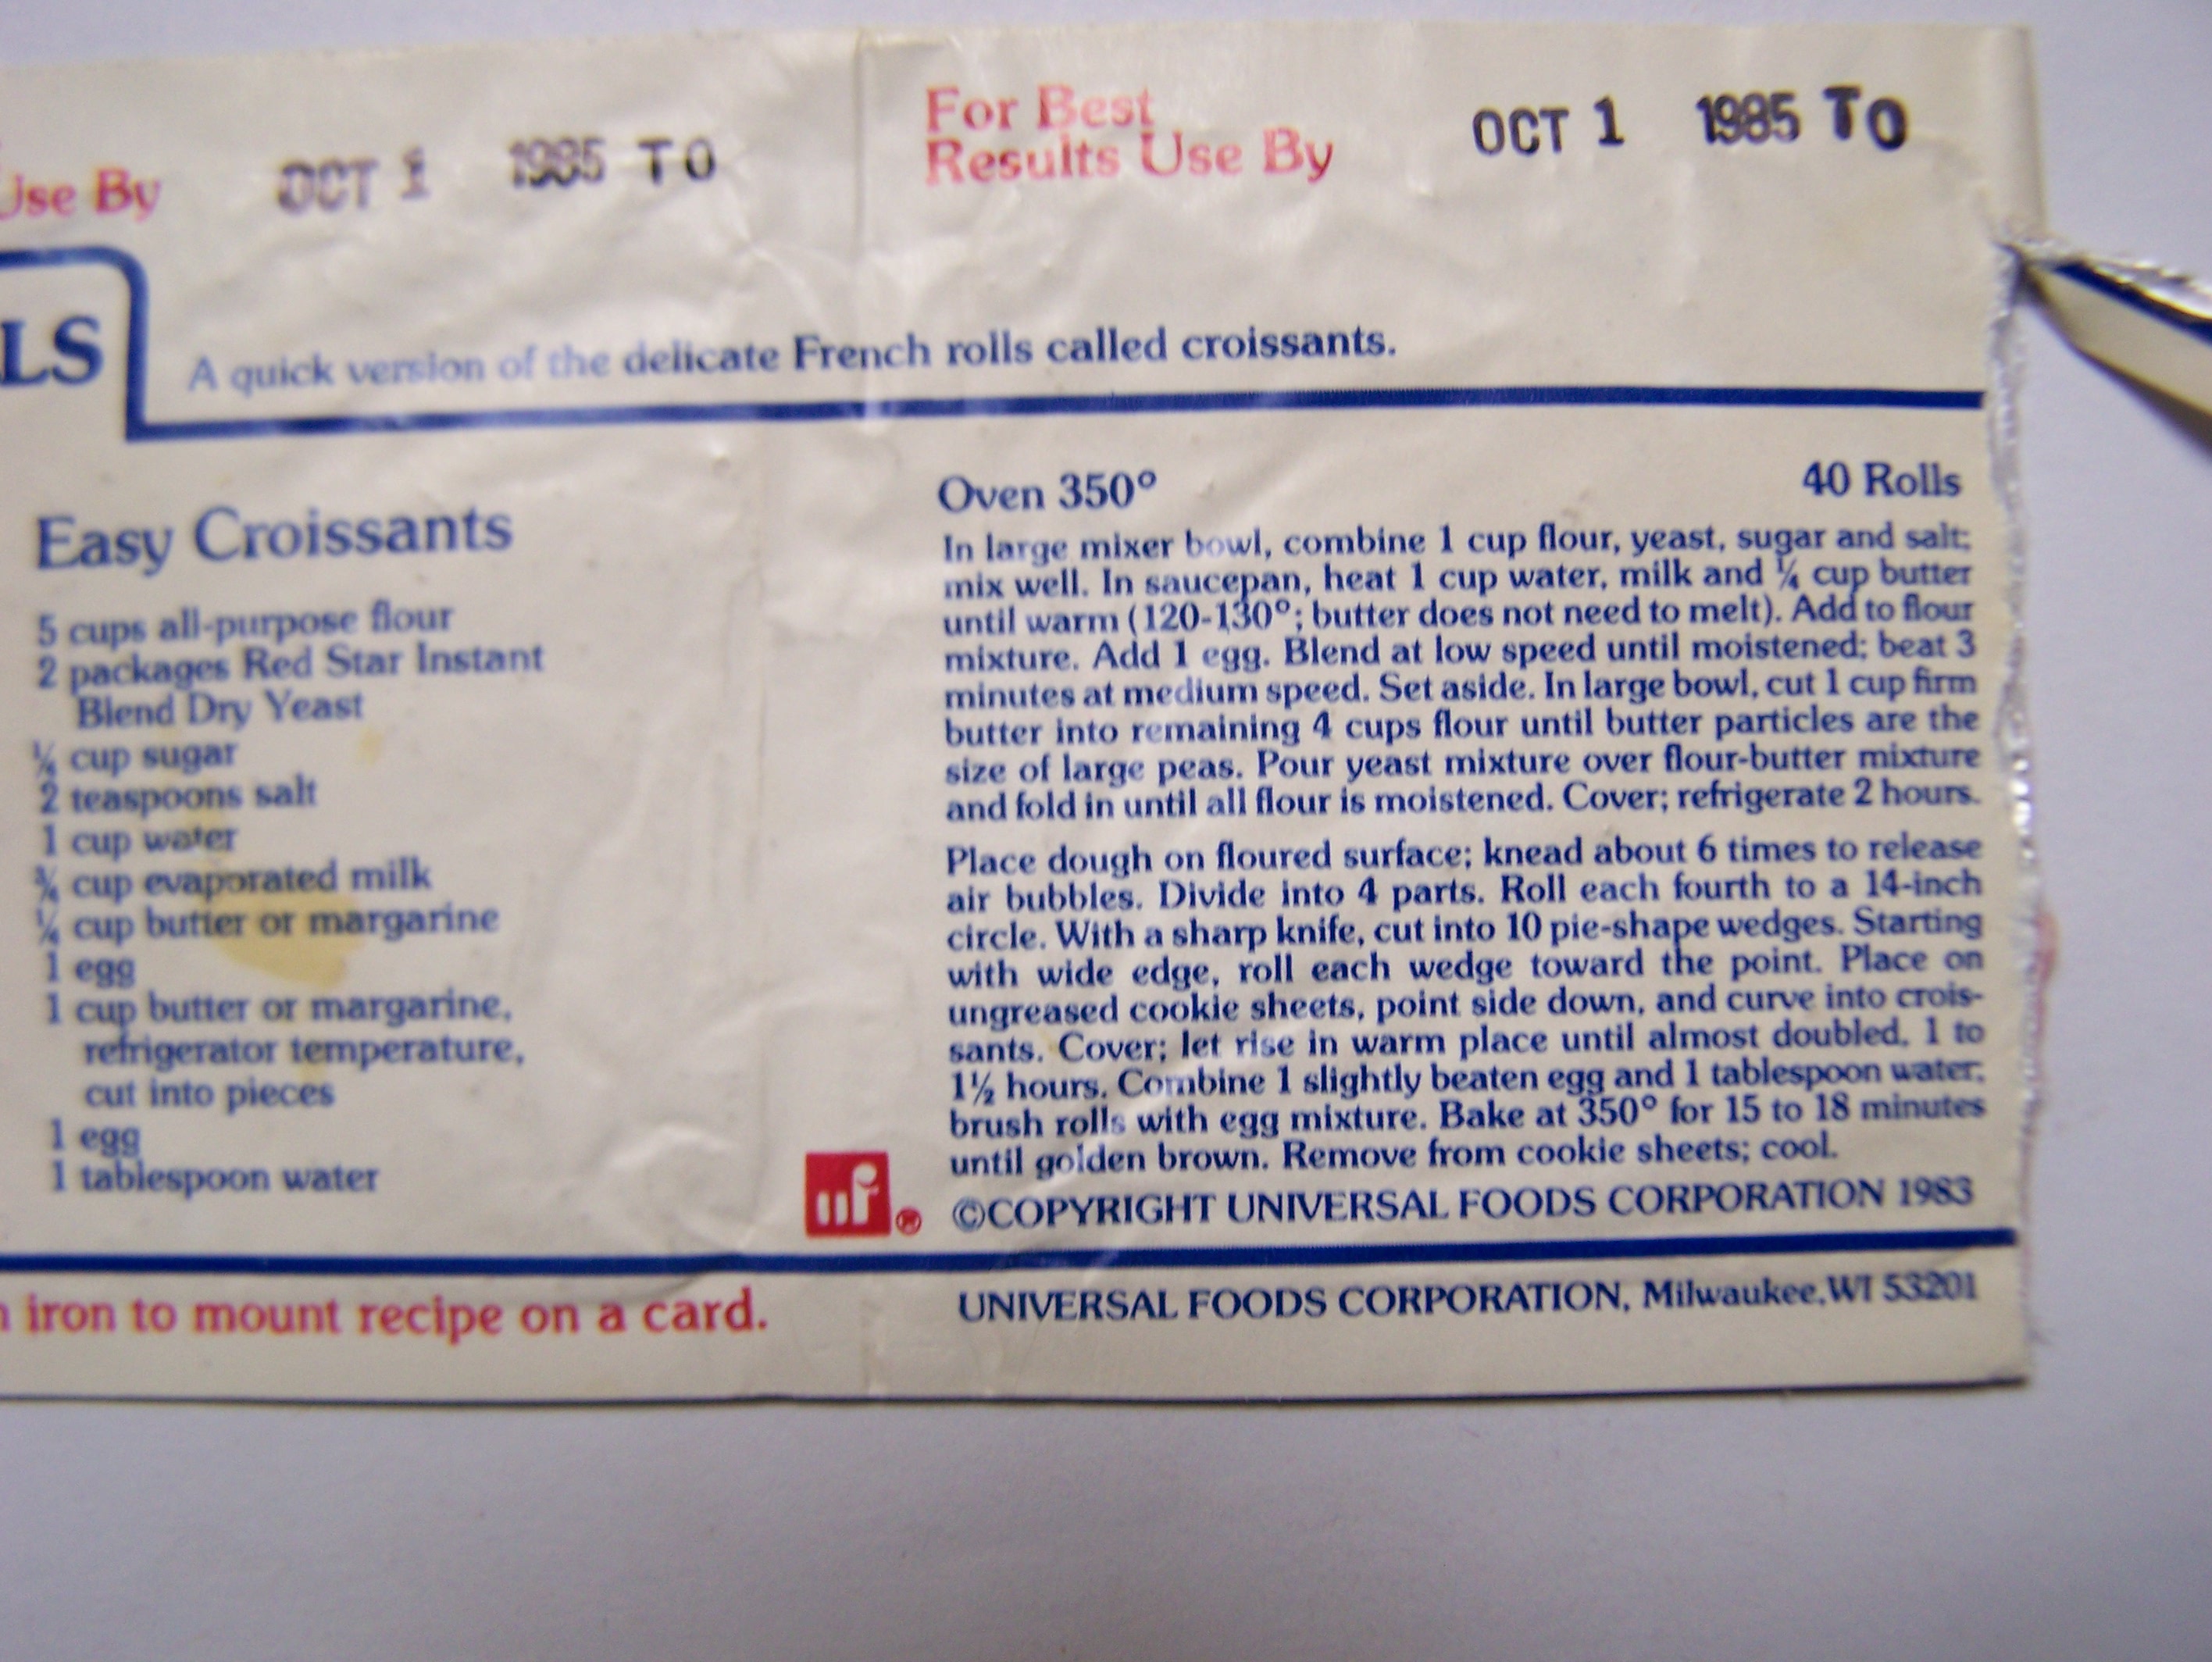 Use By OCT 1 1985 TO
For Best
Results Use By OCT 1 1985 TO
LS
A quick version of the delicate French rolls called croissants.
Easy Croissants
5 cups all-purpose flour
2 packages Red Star Instant
Blend Dry Yeast
¼ cup sugar
2 teaspoons salt
1 cup water
¾ cup evaporated milk
¼ cup butter or margarine
1 egg
1 cup butter or margarine,
refrigerator temperature,
cut into pieces
1 egg
1 tablespoon water
Oven 350° 40 Rolls
In large mixer bowl, combine 1 cup flour, yeast, sugar and salt;
mix well. In saucepan, heat 1 cup water, milk and ¼ cup butter
until warm (120-130°; butter does not need to melt). Add to flour
mixture. Add 1 egg. Blend at low speed until moistened; beat 3
minutes at medium speed. Set aside. In large bowl, cut 1 cup firm
butter into remaining 4 cups flour until butter particles are the
size of large peas. Pour yeast mixture over flour-butter mixture
and fold in until all flour is moistened. Cover; refrigerate 2 hours.
Place dough on floured surface; knead about 6 times to release
air bubbles. Divide into 4 parts. Roll each fourth to a 14-inch
circle. With a sharp knife, cut into 10 pie-shape wedges. Starting
with wide edge, roll each wedge toward the point. Place on
ungreased cookie sheets, point side down, and curve into crois-
sants. Cover; let rise in warm place until almost doubled, 1 to
1½ hours. Combine 1 slightly beaten egg and 1 tablespoon water;
brush rolls with egg mixture. Bake at 350° for 15 to 18 minutes
until golden brown. Remove from cookie sheets; cool.
uf ® ©COPYRIGHT UNIVERSAL FOODS CORPORATION 1983
iron to mount recipe on a card.
UNIVERSAL FOODS CORPORATION, Milwaukee, WI 53201